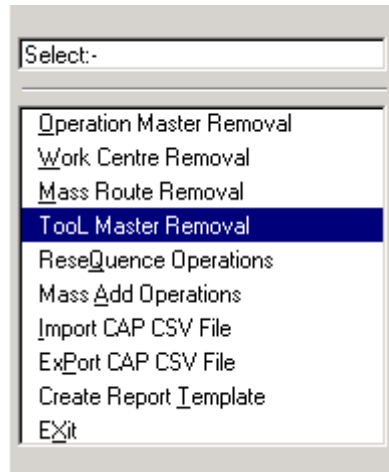 Select:-
Operation Master Removal
Work Centre Removal
Mass Route Removal
TooL Master Removal
ReseQuence Operations
Mass Add Operations
Import CAP CSV File
ExPort CAP CSV File
Create Report Template
EXit